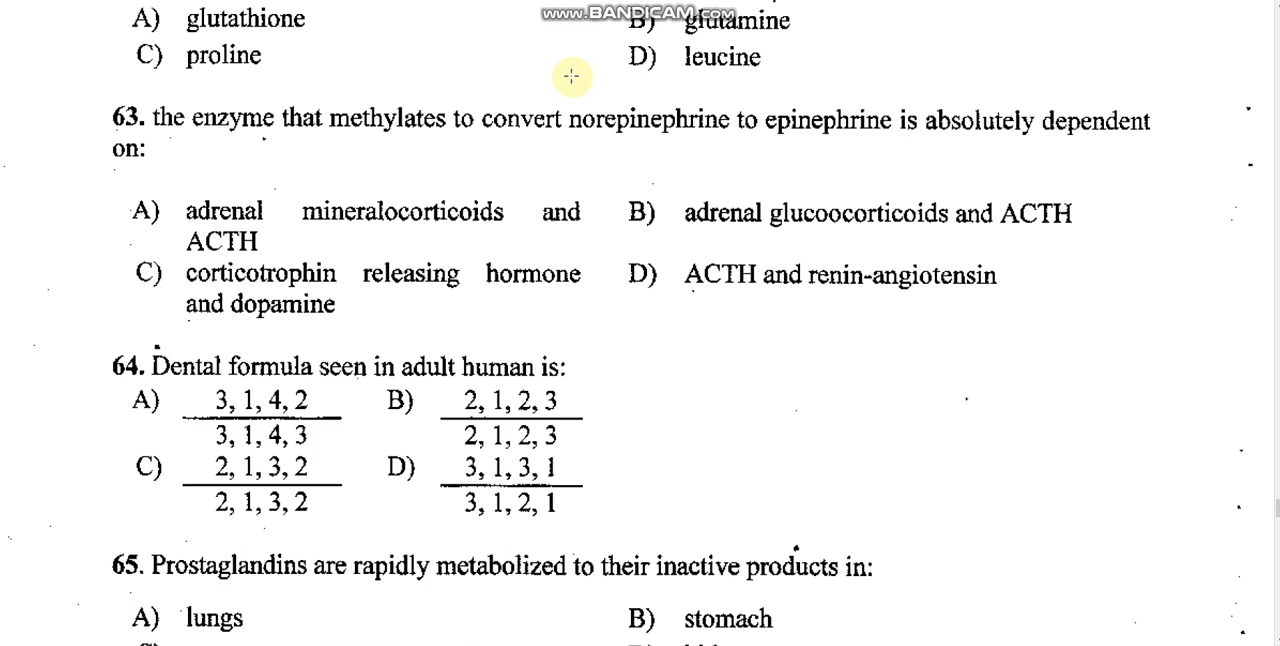 www.BANDICAM.com
A) glutathione B) glutamine
C) proline D) leucine
63. the enzyme that methylates to convert norepinephrine to epinephrine is absolutely dependent
on:
A) adrenal mineralocorticoids and B) adrenal glucoocorticoids and ACTH
ACTH
C) corticotrophin releasing hormone D) ACTH and renin-angiotensin
and dopamine
64. Dental formula seen in adult human is:
A) 3, 1, 4, 2 B) 2, 1, 2, 3
3, 1, 4, 3 2, 1, 2, 3
C) 2, 1, 3, 2 D) 3, 1, 3, 1
2, 1, 3, 2 3, 1, 2, 1
65. Prostaglandins are rapidly metabolized to their inactive products in:
A) lungs B) stomach